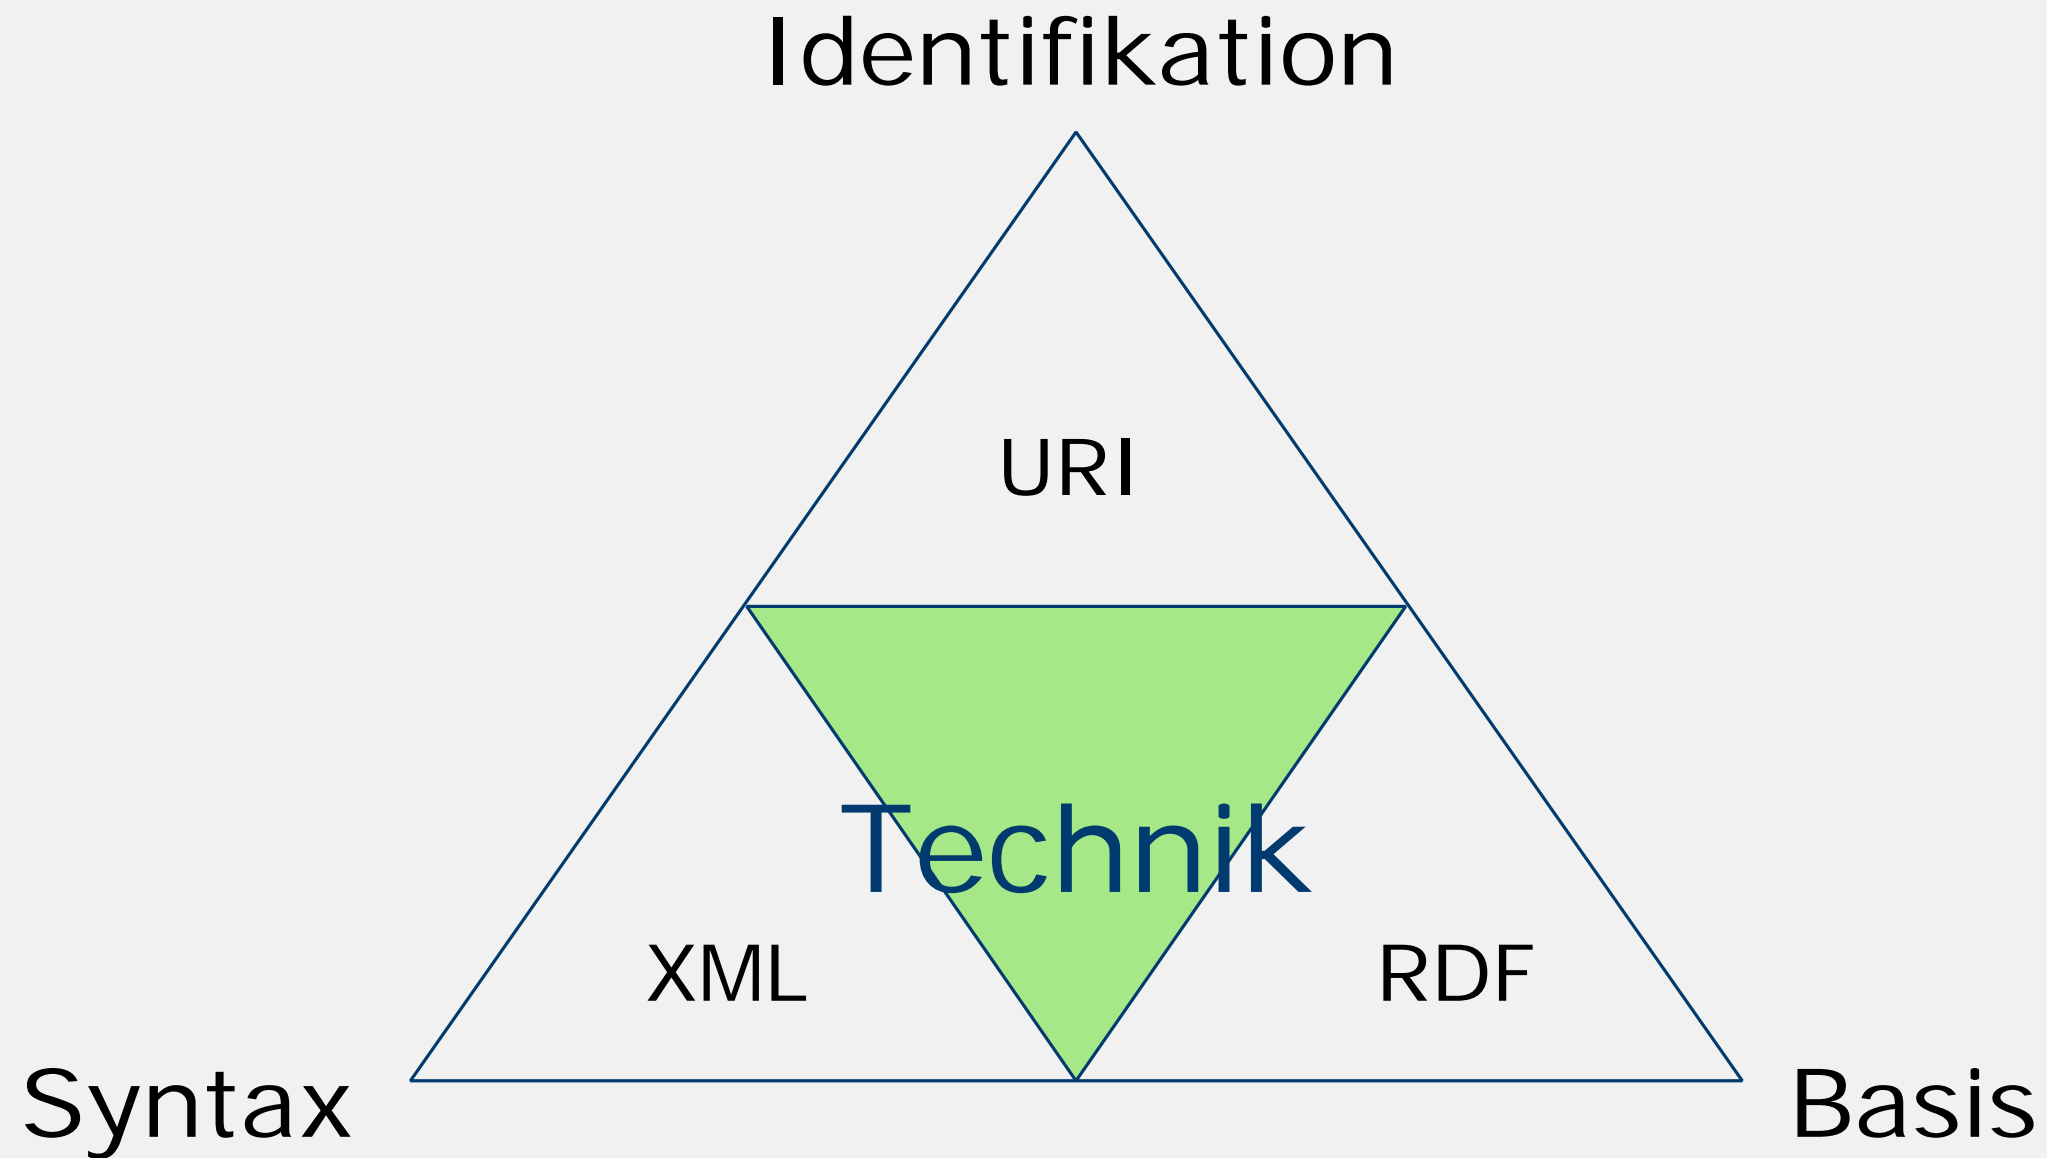 Identifikation
URI
Technik
XML
RDF
Syntax
Basis